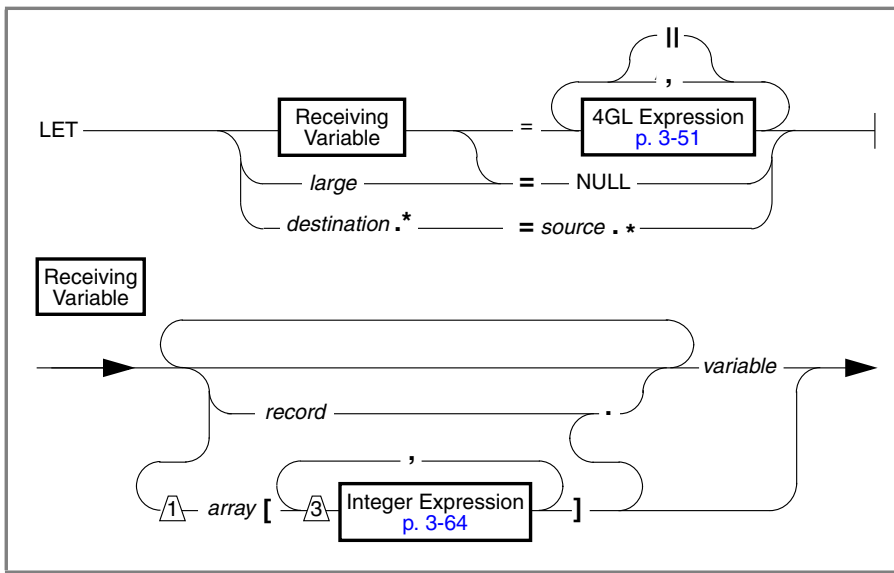 ||
,
LET Receiving Variable = 4GL Expression p. 3-51
large = NULL
destination .* = source . *
Receiving Variable
variable
record .
,
1 array [ 3 Integer Expression p. 3-64 ]